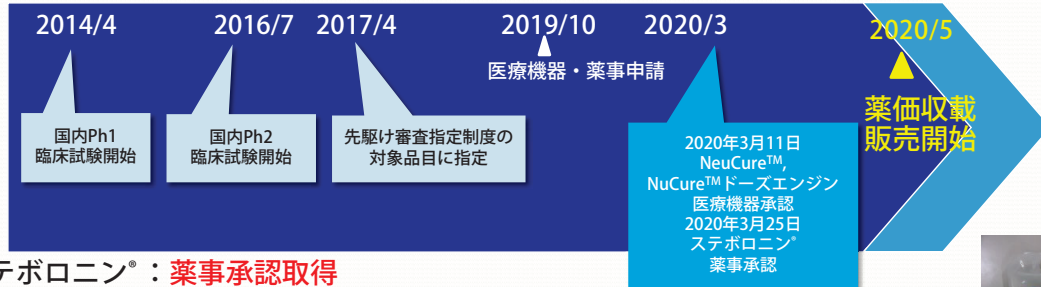 2014/4
2016/7
2017/4
2019/10
2020/3
2020/5
医療機器・薬事申請
薬価収載
販売開始
国内Ph1
臨床試験開始
国内Ph2
臨床試験開始
先駆け審査指定制度の
対象品目に指定
2020年3月11日
NeuCure™,
NuCure™ドーズエンジン
医療機器承認
2020年3月25日
ステボロニン®
薬事承認
テボロニン®：薬事承認取得